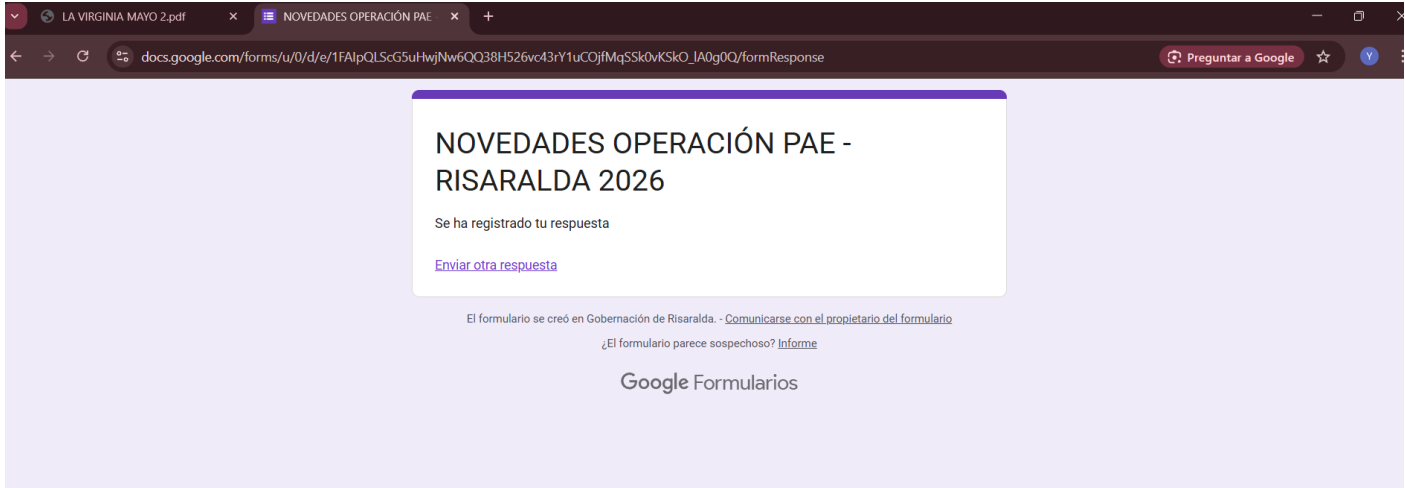 LA VIRGINIA MAYO 2.pdf
NOVEDADES OPERACIÓN PAE -
docs.google.com/forms/u/0/d/e/1FAIpQLScG5uHwjNw6QQ38H526vc43rY1uCOjfMqSSk0vKSkO_lA0g0Q/formResponse
Preguntar a Google
Y
NOVEDADES OPERACIÓN PAE -
RISARALDA 2026
Se ha registrado tu respuesta
Enviar otra respuesta
El formulario se creó en Gobernación de Risaralda. - Comunicarse con el propietario del formulario
¿El formulario parece sospechoso? Informe
Google Formularios